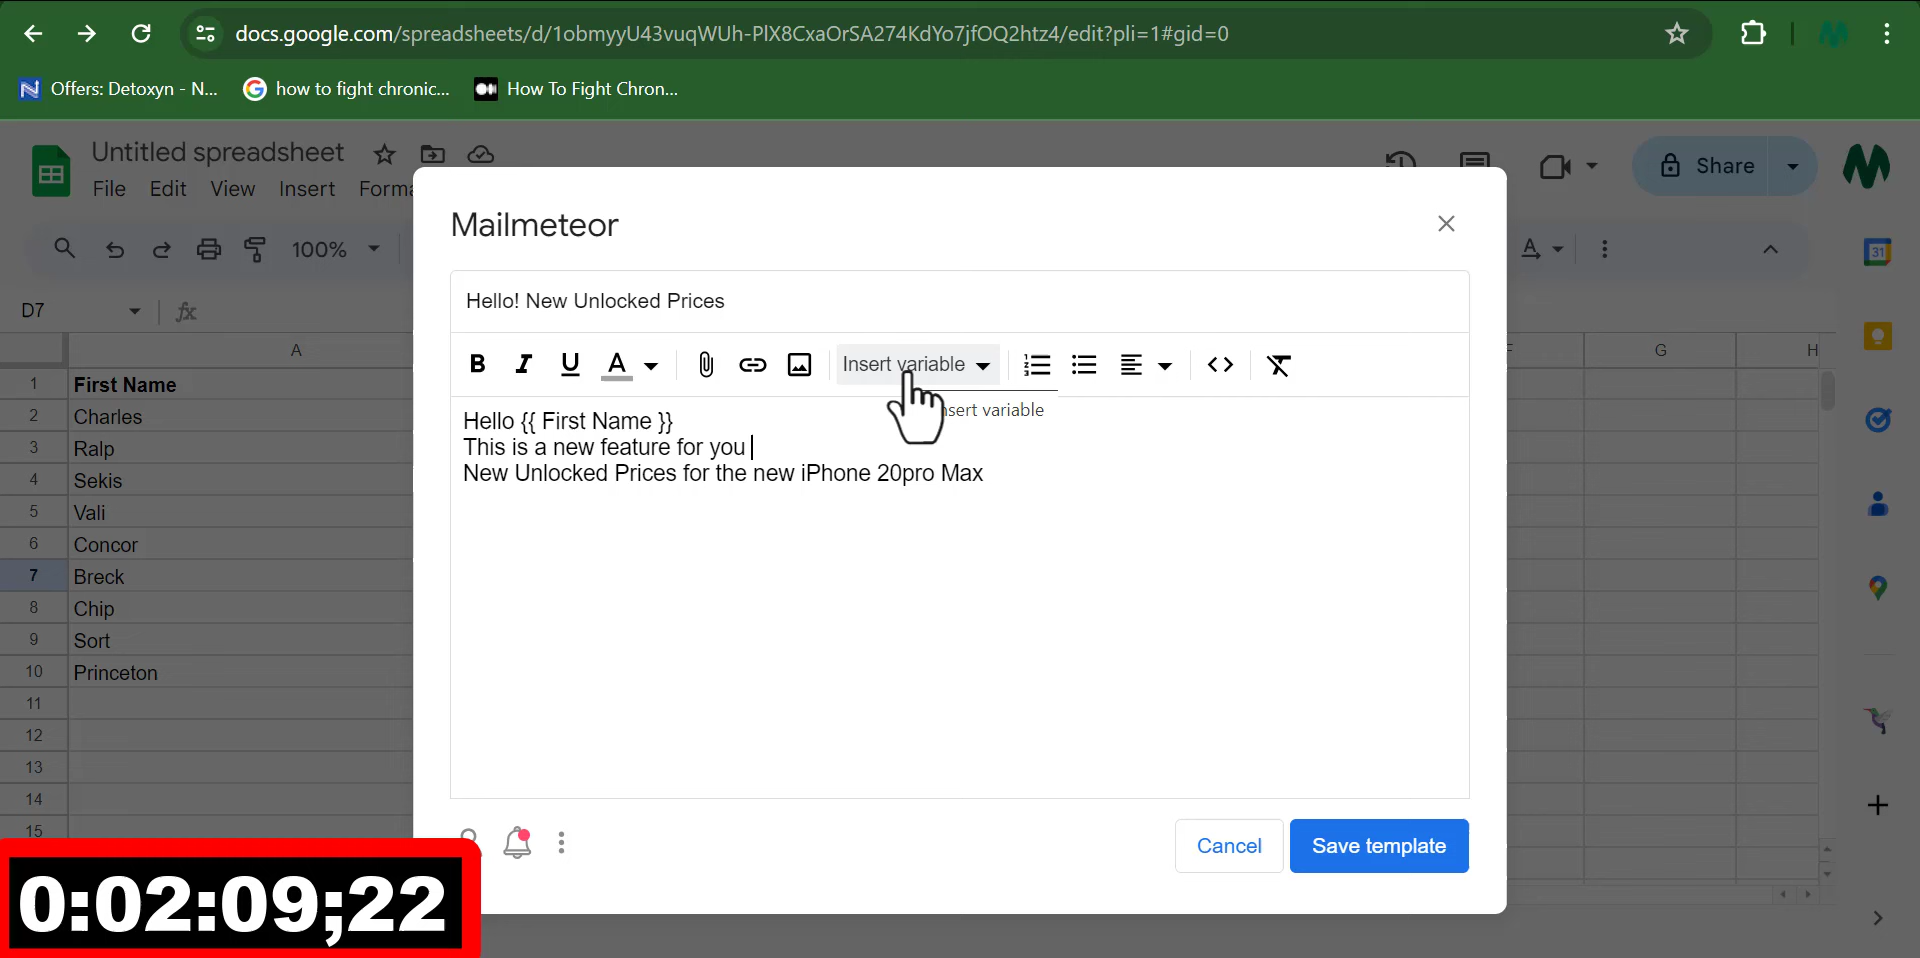 docs.google.com/spreadsheets/d/1obmyyU43vuqWUh-PlX8CxaOrSA274KdYo7jfOQ2htz4/edit?pli=1#gid=0
Offers: Detoxyn - N... how to fight chronic... How To Fight Chron...
Untitled spreadsheet
File Edit View Insert Forma
Share
100%
A
31
Mailmeteor
D7
fx
Hello! New Unlocked Prices
A G H
B I U A Insert variable
Insert variable
1 First Name
2 Charles
3 Ralp
4 Sekis
5 Vali
6 Concor
7 Breck
8 Chip
9 Sort
10 Princeton
11
12
13
14
15
Hello {{ First Name }}
This is a new feature for you
New Unlocked Prices for the new iPhone 20pro Max
Cancel Save template
0:02:09;22